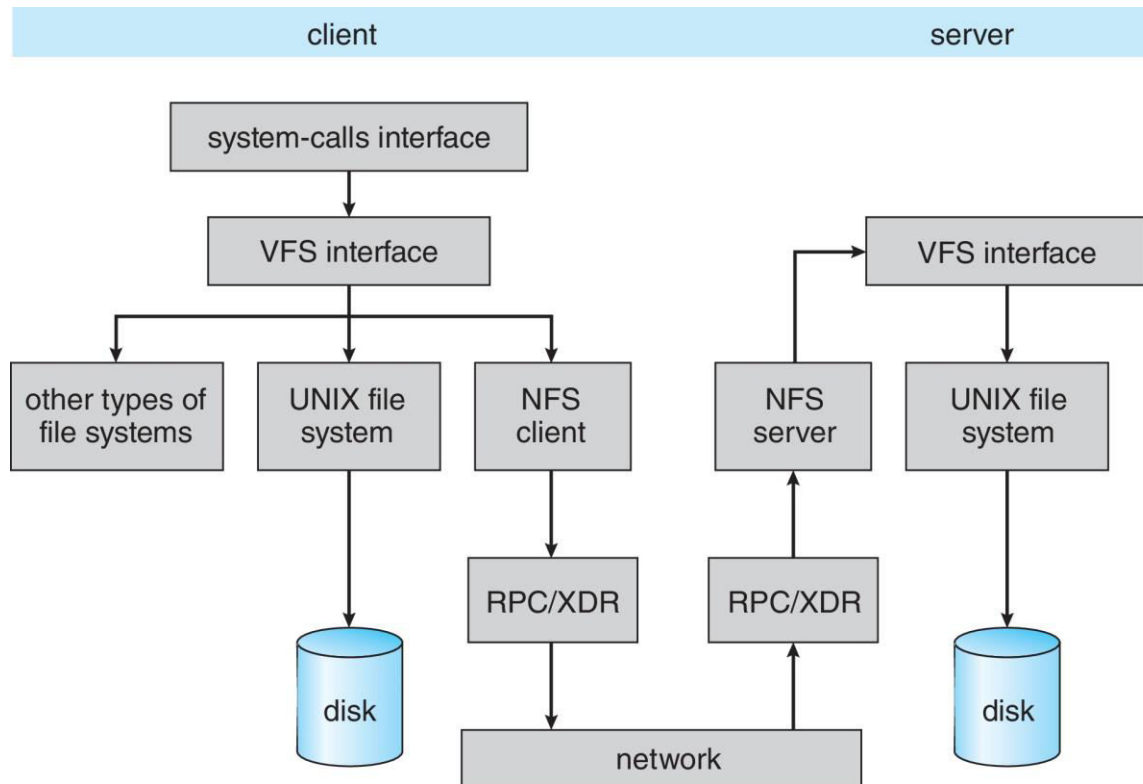 client
server
system-calls interface
VFS interface
VFS interface
other types of
file systems
UNIX file
system
NFS
client
NFS
server
UNIX file
system
RPC/XDR
RPC/XDR
disk
disk
network